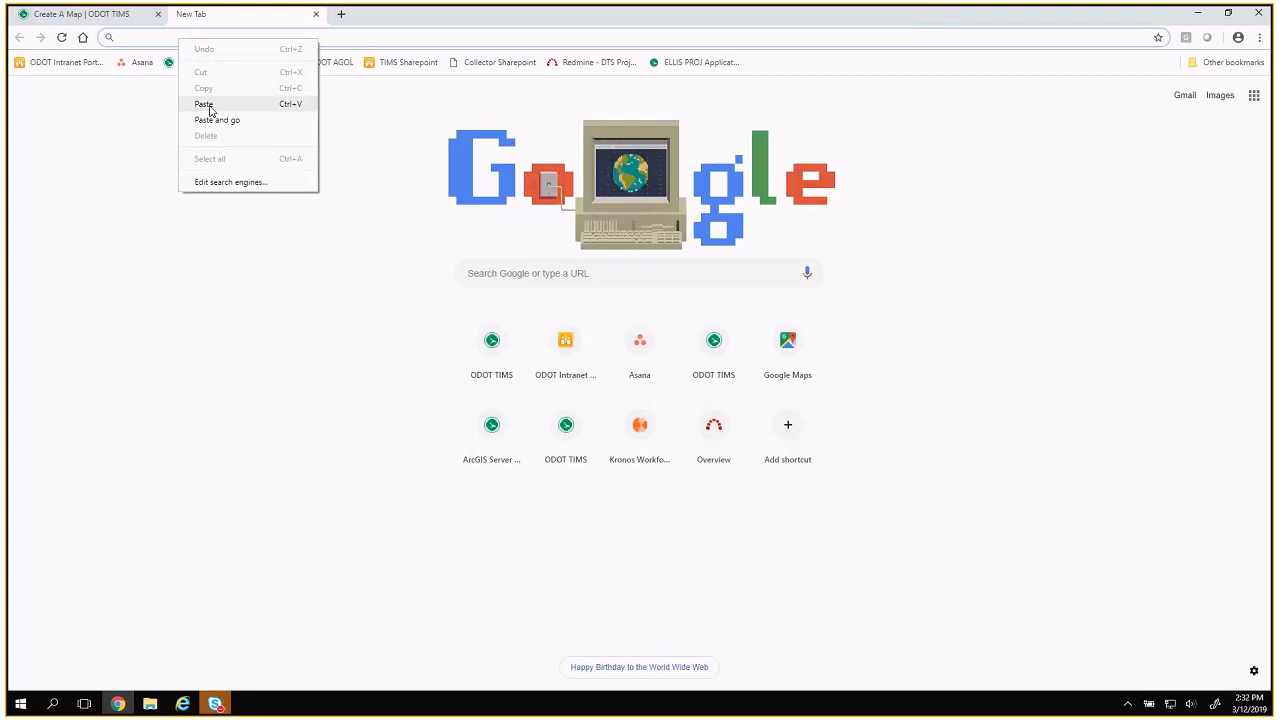 Create A Map | ODOT TIMS
New Tab
ODOT Intranet Port...
Asana
OT AGOL
TIMS Sharepoint
Collector Sharepoint
Redmine - DTS Proj...
ELLIS PROJ Applicat...
Other bookmarks
Undo Ctrl+Z
Cut Ctrl+X
Copy Ctrl+C
Paste Ctrl+V
Paste and go
Delete
Select all Ctrl+A
Edit search engines...
Gmail Images
Google
Search Google or type a URL
ODOT TIMS
ODOT Intranet ...
Asana
ODOT TIMS
Google Maps
ArcGIS Server ...
ODOT TIMS
Kronos Workfo...
Overview
Add shortcut
Happy Birthday to the World Wide Web
2:32 PM
3/12/2019